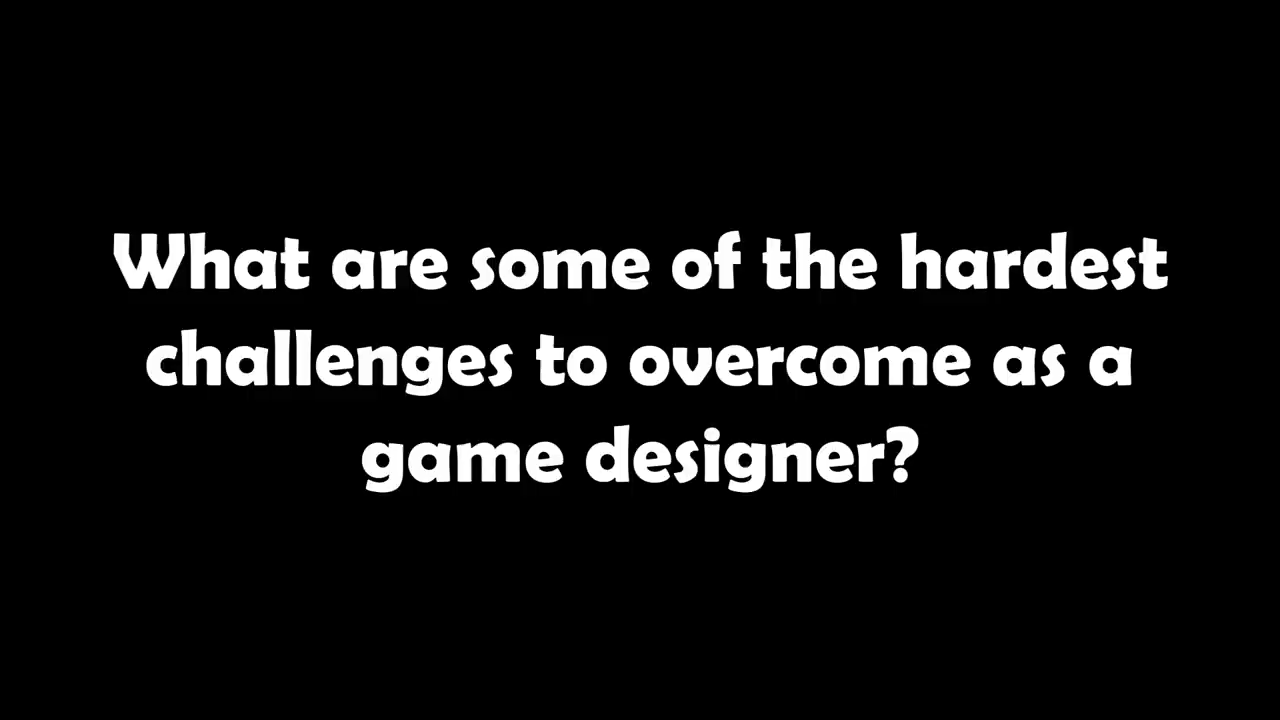 What are some of the hardest
challenges to overcome as a
game designer?